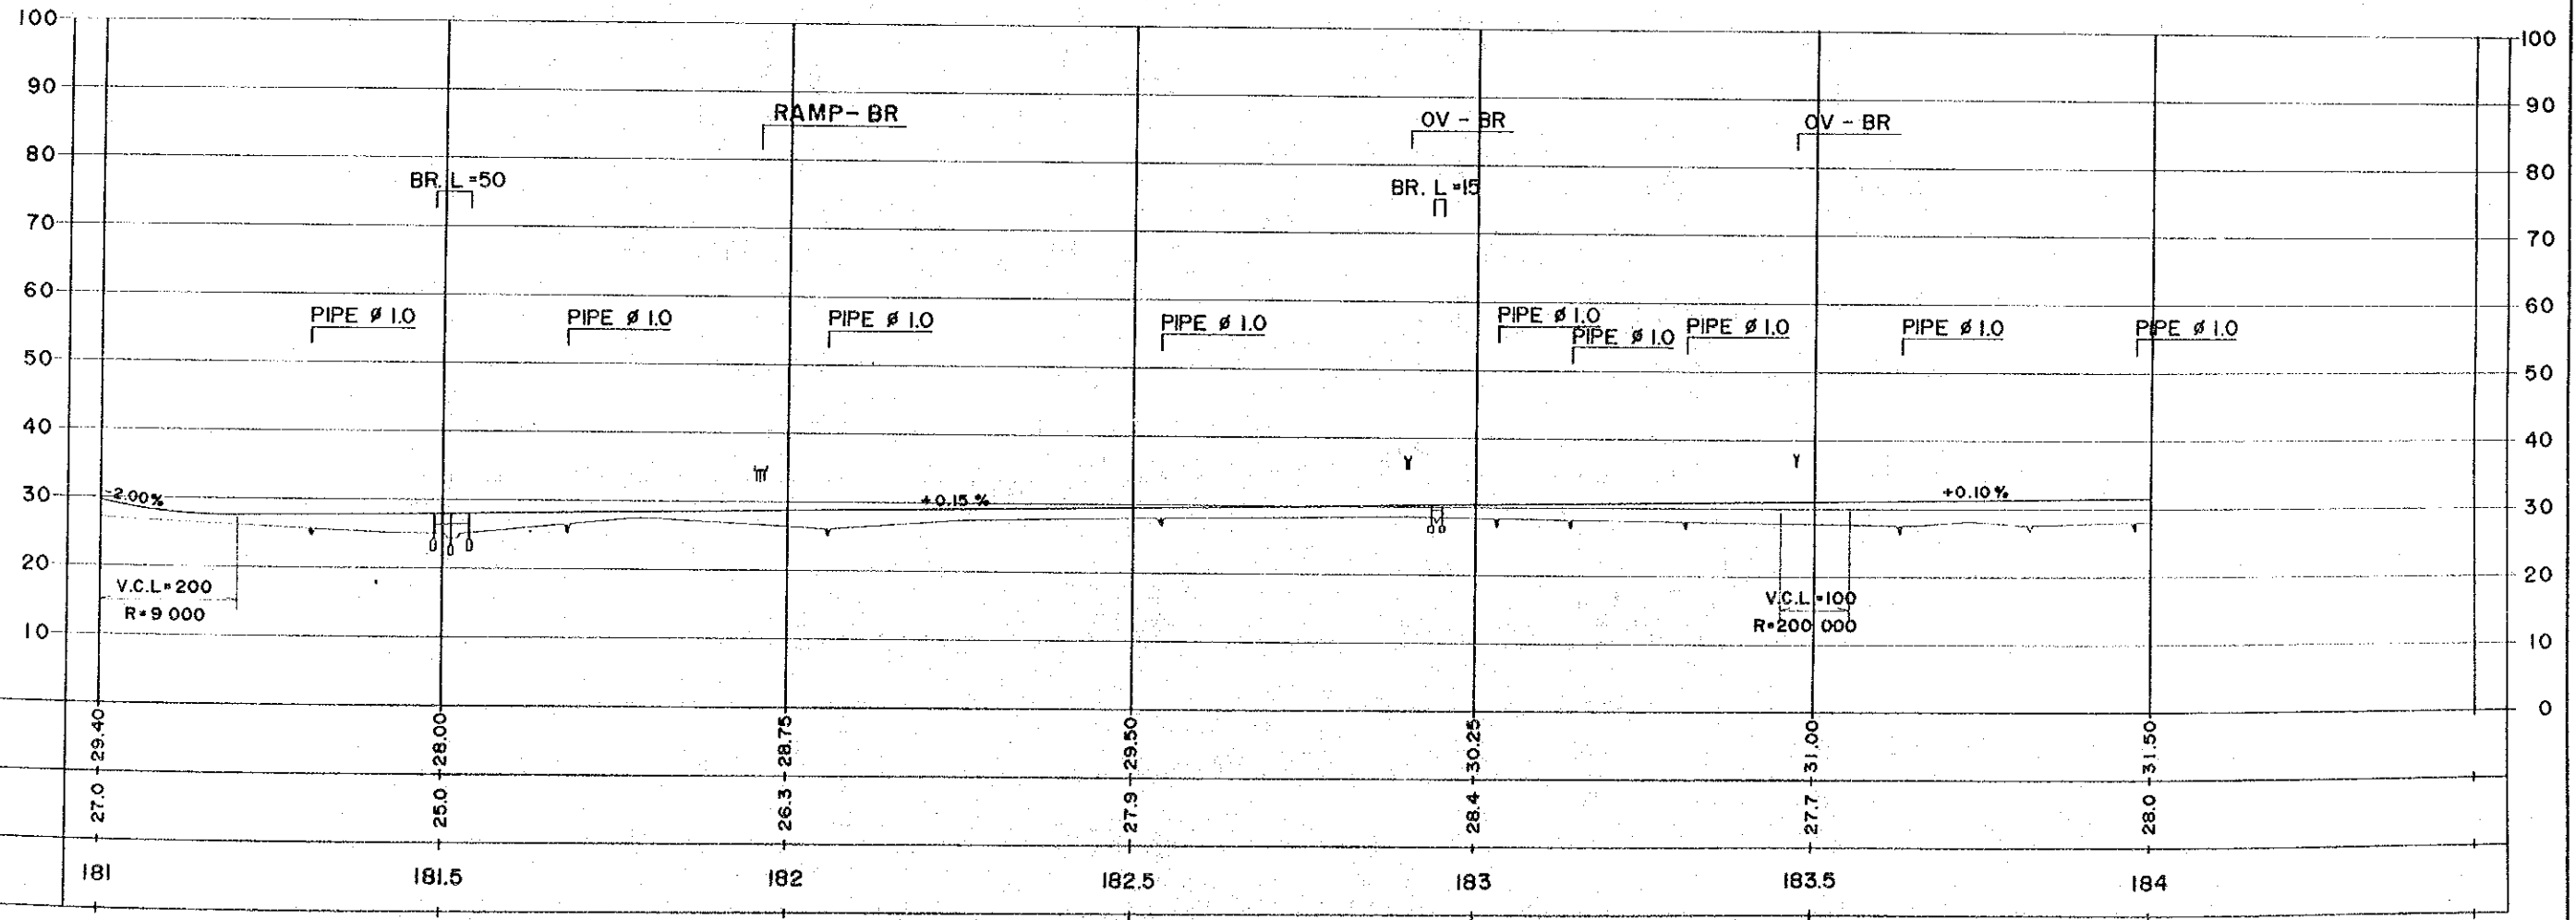 100 100
90 90
RAMP-BR OV - BR OV - BR
80 80
BR. L=50 BR. L=15
70 70
60 60
PIPE ø 1.0 PIPE ø 1.0 PIPE ø 1.0 PIPE ø 1.0 PIPE ø 1.0 PIPE ø 1.0 PIPE ø 1.0 PIPE ø 1.0 PIPE ø 1.0
50 50
40 40
30 -2.00% +0.15% +0.10% 30
20 20
V.C.L=200 V.C.L=100
R=9 000 R=200 000
10 10
0
29.40 28.00 28.75 29.50 30.25 31.00 31.50
27.0 25.0 26.3 27.9 28.4 27.7 28.0
181 181.5 182 182.5 183 183.5 184